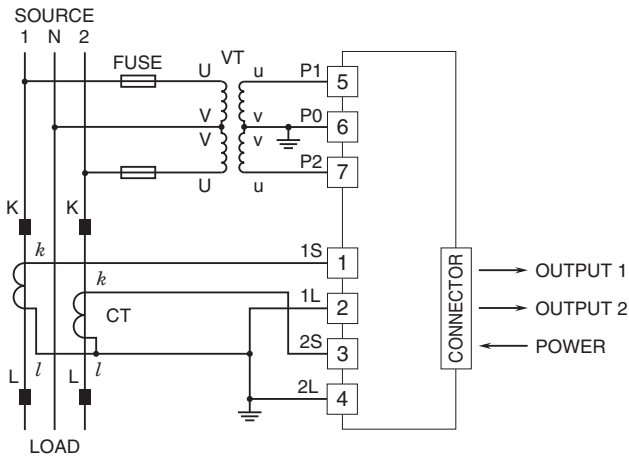 SOURCE
1 N 2
FUSE
VT
U u P1 5
V v P0 6
V v
P2 7
U u
K K
k 1S 1
k
1L 2
CT
2S 3
l l
L L
2L 4
LOAD
CONNECTOR
OUTPUT 1
OUTPUT 2
POWER